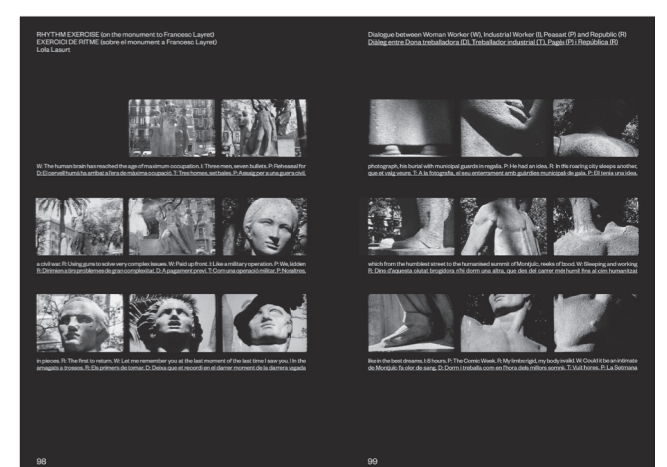 RHYTHM EXERCISE (on the monument to Francesc Layret)
EXERCICI DE RITME (sobre el monument a Francesc Layret)
Lola Lasurt
W: The human brain has reached the age of maximum occupation. I: Three men, seven bullets. P: Rehearsal for
D: El cervell humà ha arribat a l'era de màxima ocupació. T: Tres homes, set bales. P: Assaig per a una guerra civil.
a civil war. R: Using guns to solve very complex issues. W: Paid up front. I: Like a military operation. P: We, hidden
R: Dirimien a tirs problemes de gran complexitat. D: A pagament previ. T: Com una operació militar. P: Nosaltres,
in pieces. R: The first to return. W: Let me remember you at the last moment of the last time I saw you. I: In the
amagats a trossos. R: Els primers de tornar. D: Deixa que et recordi en el darrer moment de la darrera vegada
98
Dialogue between Woman Worker (W), Industrial Worker (I), Peasant (P) and Republic (R)
Diàleg entre Dona treballadora (D), Treballador industrial (T), Pagès (P) i República (R)
photograph, his burial with municipal guards in regalia. P: He had an idea. R: In this roaring city sleeps another,
que et vaig veure. T: A la fotografia, el seu enterrament amb guàrdies municipals de gala. P: Ell tenia una idea.
which from the humblest street to the humanised summit of Montjuïc, reeks of blood. W: Sleeping and working
R: Dins d'aquesta ciutat brogidora n'hi dorm una altra, que des del carrer més humil fins al cim humanitzat
like in the best dreams. I: 8 hours. P: The Comic Week. R: My limbs rigid, my body invalid. W: Could it be an intimate
de Montjuïc fa olor de sang. D: Dorm i treballa com en l'hora dels millors somnis. T: Vuit hores. P: La Setmana
99